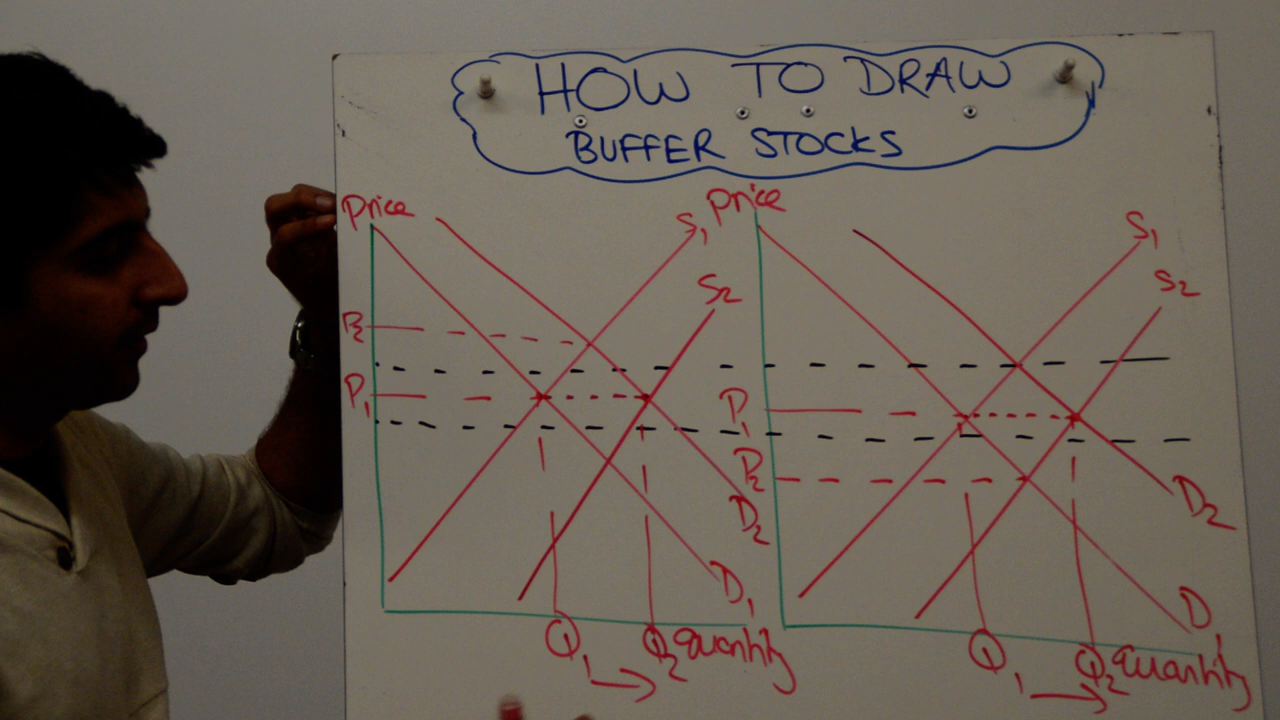 HOW TO DRAW
BUFFER STOCKS
Price
S1
S2
P2
P1
D2
D1
Q1 → Q2 quantity
Price
S1
S2
P1
P2
D2
D1
Q1 → Q2 quantity